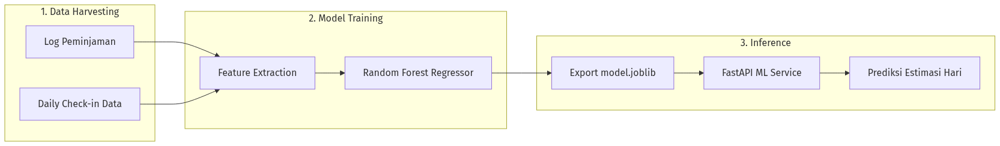 1. Data Harvesting
Log Peminjaman
Daily Check-in Data
2. Model Training
Feature Extraction
Random Forest Regressor
3. Inference
Export model.joblib
FastAPI ML Service
Prediksi Estimasi Hari